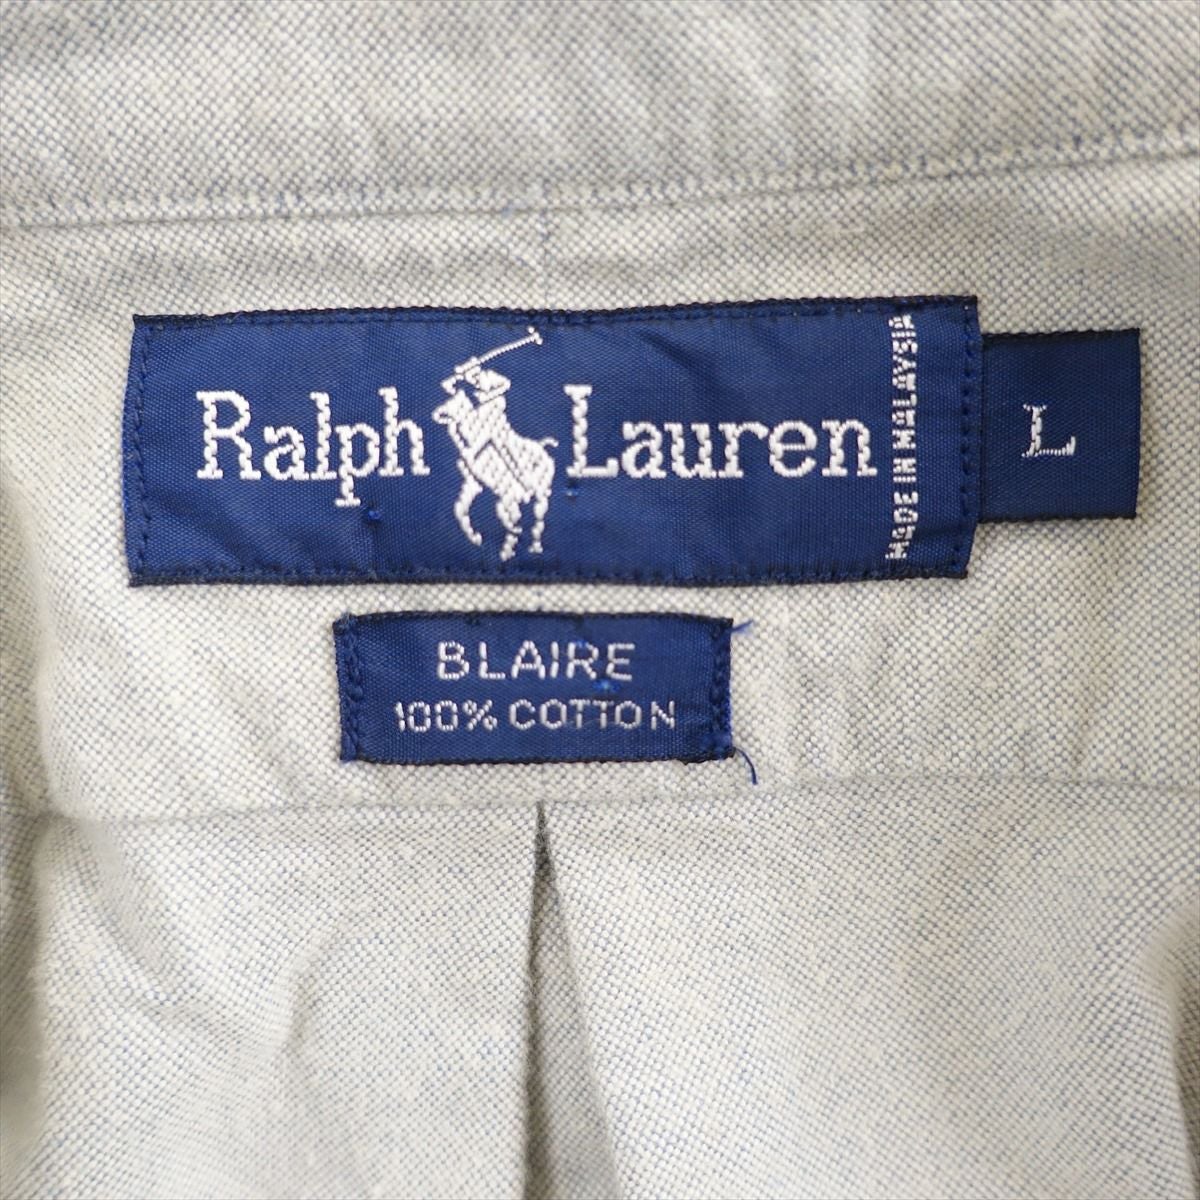 Ralph Lauren
MADE IN MALAYSIA
L
BLAIRE
100% COTTON